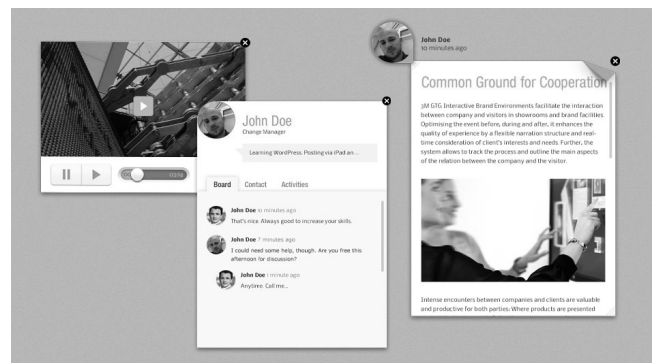 John Doe
10 minutes ago
Common Ground for Cooperation
3M GTG Interactive Brand Environments facilitate the interaction
between company and visitors in showrooms and brand facilities.
Optimising the event before, during and after, it enhances the
quality of experience by a flexible narration structure and real-
time consideration of client's interests and needs. Further, the
system allows to track the process and outline the main aspects
of the relation between the company and the visitor.
Intense encounters between companies and clients are valuable
and productive for both parties: Where products are presented
John Doe
Change Manager
Learning WordPress. Posting via iPad an ...
Board Contact Activities
John Doe 10 minutes ago
That's nice. Always good to increase your skills.
John Doe 7 minutes ago
I could need some help, though. Are you free this
afternoon for discussion?
John Doe 1 minute ago
Anytime. Call me...